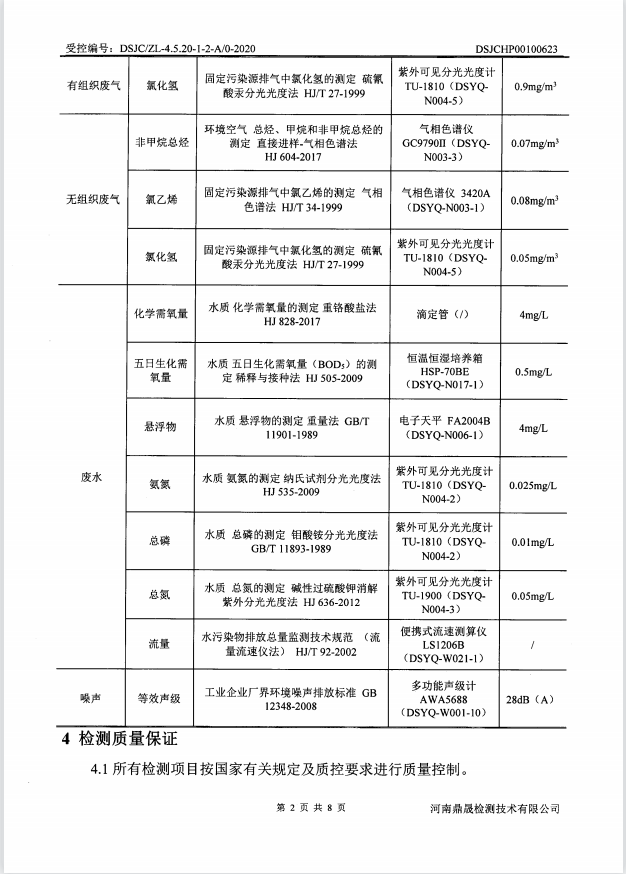 受控编号：DSJC/ZL-4.5.20-1-2-A/0-2020 DSJCHP00100623
有组织废气 氯化氢 固定污染源排气中氯化氢的测定 硫氰
酸汞分光光度法 HJ/T 27-1999 紫外可见分光光度计
TU-1810（DSYQ-
N004-5） 0.9mg/m³
无组织废气 非甲烷总烃 环境空气 总烃、甲烷和非甲烷总烃的
测定 直接进样-气相色谱法
HJ 604-2017 气相色谱仪
GC9790II（DSYQ-
N003-3） 0.07mg/m³
氯乙烯 固定污染源排气中氯乙烯的测定 气相
色谱法 HJ/T 34-1999 气相色谱仪 3420A
（DSYQ-N003-1） 0.08mg/m³
氯化氢 固定污染源排气中氯化氢的测定 硫氰
酸汞分光光度法 HJ/T 27-1999 紫外可见分光光度计
TU-1810（DSYQ-
N004-5） 0.05mg/m³
废水 化学需氧量 水质 化学需氧量的测定 重铬酸盐法
HJ 828-2017 滴定管（/） 4mg/L
五日生化需
氧量 水质 五日生化需氧量（BOD₅）的测
定 稀释与接种法 HJ 505-2009 恒温恒湿培养箱
HSP-70BE
（DSYQ-N017-1） 0.5mg/L
悬浮物 水质 悬浮物的测定 重量法 GB/T
11901-1989 电子天平 FA2004B
（DSYQ-N006-1） 4mg/L
氨氮 水质 氨氮的测定 纳氏试剂分光光度法
HJ 535-2009 紫外可见分光光度计
TU-1810（DSYQ-
N004-2） 0.025mg/L
总磷 水质 总磷的测定 钼酸铵分光光度法
GB/T 11893-1989 紫外可见分光光度计
TU-1810（DSYQ-
N004-2） 0.01mg/L
总氮 水质 总氮的测定 碱性过硫酸钾消解
紫外分光光度法 HJ 636-2012 紫外可见分光光度计
TU-1900（DSYQ-
N004-3） 0.05mg/L
流量 水污染物排放总量监测技术规范 （流
量流速仪法） HJ/T 92-2002 便携式流速测算仪
LS1206B
（DSYQ-W021-1） /
噪声 等效声级 工业企业厂界环境噪声排放标准 GB
12348-2008 多功能声级计
AWA5688
（DSYQ-W001-10） 28dB（A）
4 检测质量保证
4.1 所有检测项目按国家有关规定及质控要求进行质量控制。
第 2 页 共 8 页 河南鼎晟检测技术有限公司